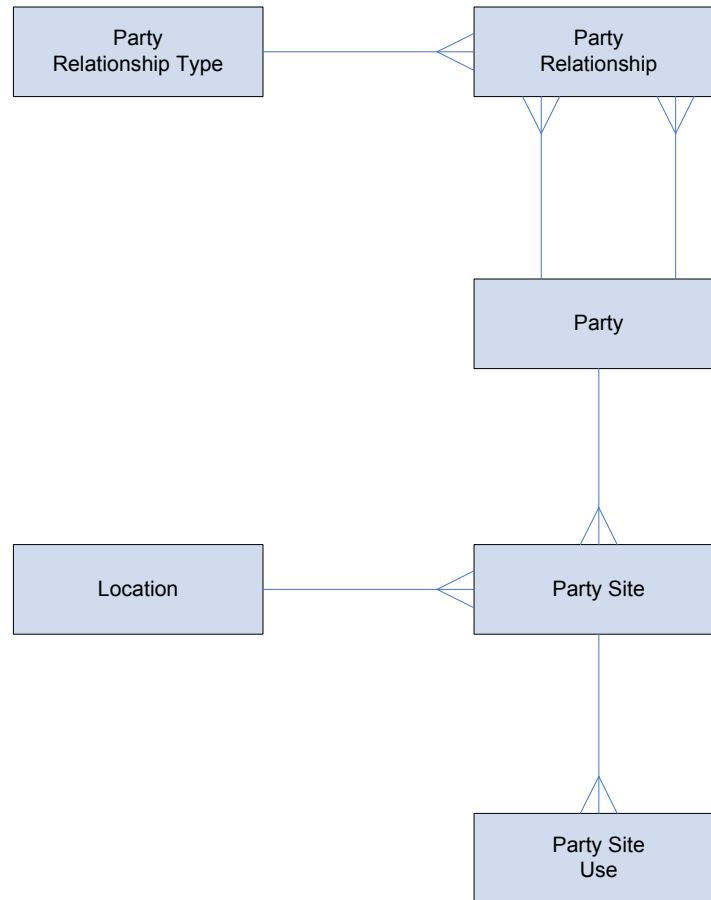 Party
Relationship Type
Party
Relationship
Party
Location
Party Site
Party Site
Use